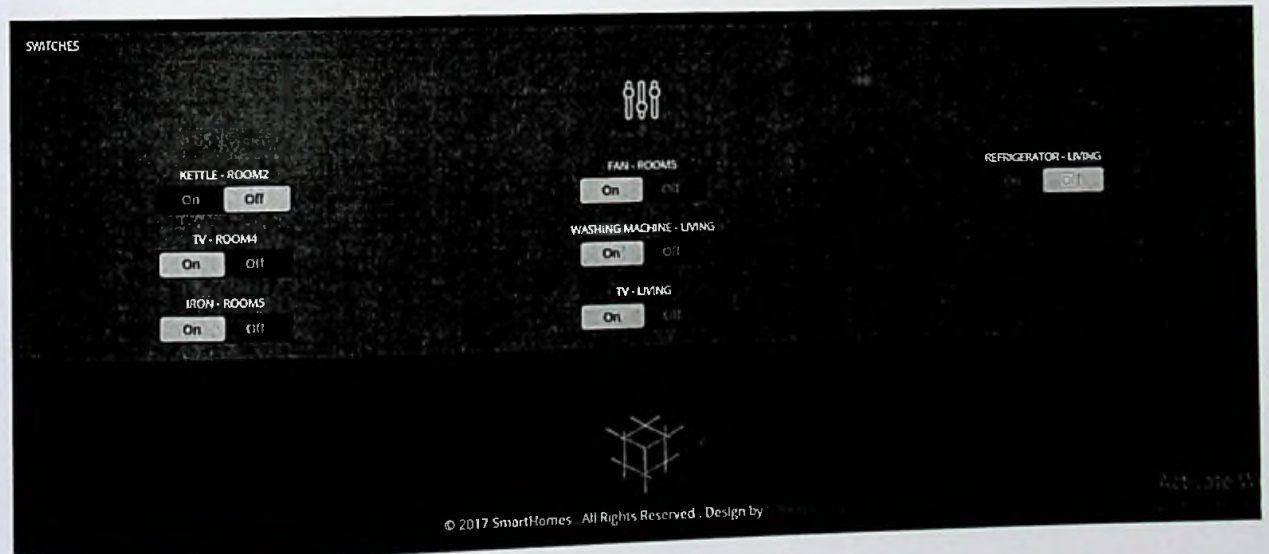 SWITCHES
KETTLE - ROOM2
On Off
TV - ROOM4
On Off
IRON - ROOM5
On Off
FAN - ROOM5
On Off
WASHING MACHINE - LIVING
On Off
TV - LIVING
On Off
REFRIGERATOR - LIVING
On Off
© 2017 SmartHomes . All Rights Reserved . Design by
Activate W